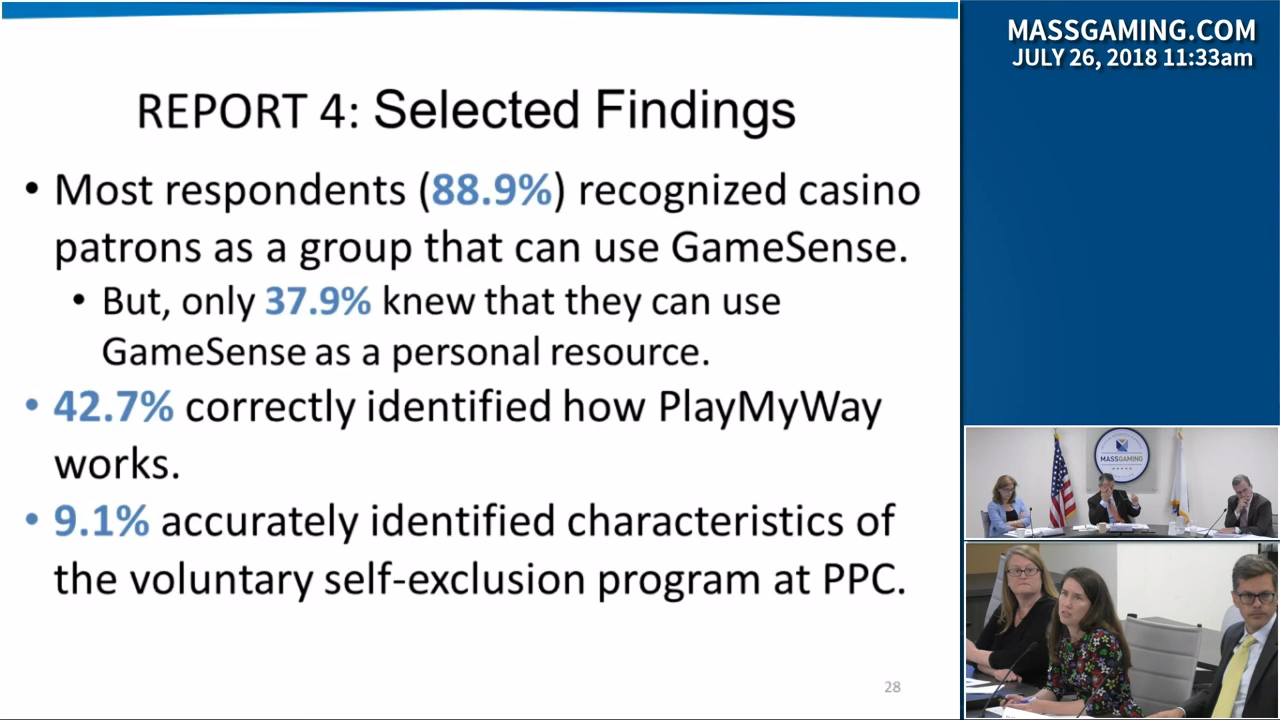 REPORT 4: Selected Findings
• Most respondents (88.9%) recognized casino
patrons as a group that can use GameSense.
• But, only 37.9% knew that they can use
GameSense as a personal resource.
• 42.7% correctly identified how PlayMyWay
works.
• 9.1% accurately identified characteristics of
the voluntary self-exclusion program at PPC.
28
MASSGAMING.COM
JULY 26, 2018 11:33am
MASSGAMING